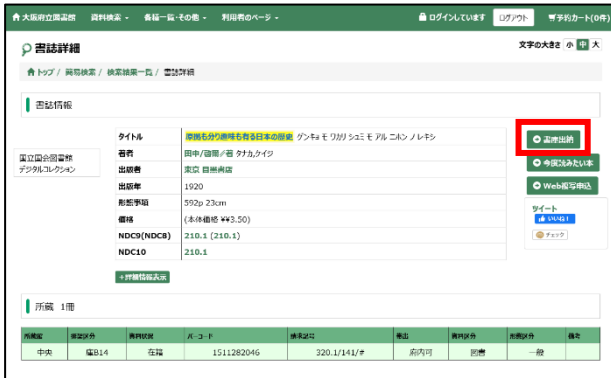 大阪府立図書館 資料検索 各種一覧・その他 利用者のページ ログインしています ログアウト 予約カート(0件)
書誌詳細
文字の大きさ 小 中 大
トップ / 簡易検索 / 検索結果一覧 / 書誌詳細
書誌情報
国立国会図書館
デジタルコレクション
タイトル 原拠も分り趣味も有る日本の歴史 ゲンキョ モ ワカリ シュミ モ アル ニホン ノ レキシ
著者 田中/啓爾/著 タナカ,ケイジ
出版者 東京 目黒書店
出版年 1920
形態事項 592p 23cm
価格 (本体価格 ¥¥3.50)
NDC9(NDC8) 210.1 (210.1)
NDC10 210.1
書庫出納
今度読みたい本
Web複写申込
ツイート
いいね!
チェック
+詳細情報表示
所蔵 1冊
所蔵館 資料状況 バーコード 請求記号 帯出 資料区分 所蔵区分 備考
中央 庫B14 在籍 1511282046 320.1/141/# 府内可 図書 一般